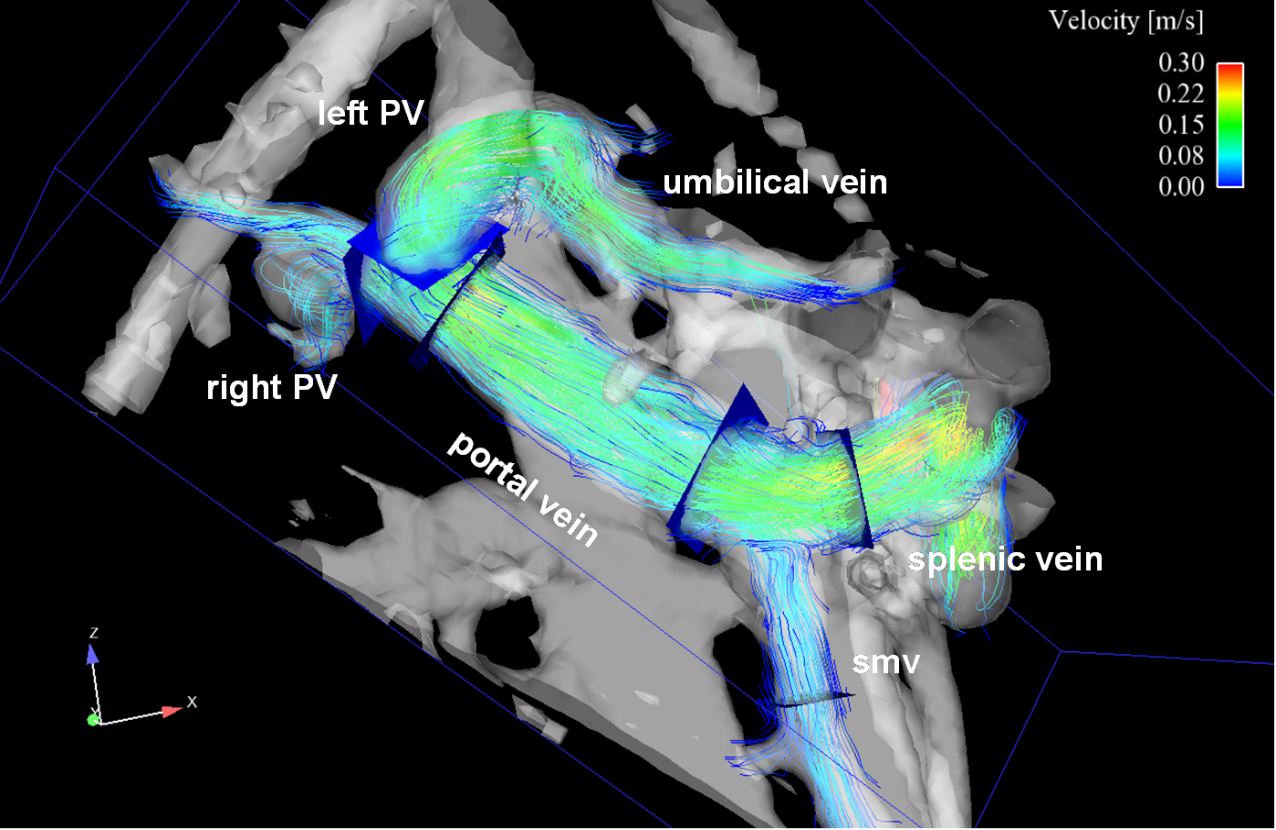 Velocity [m/s]
0.30
0.22
0.15
0.08
0.00
left PV
umbilical vein
right PV
portal vein
splenic vein
smv
z
x
Y